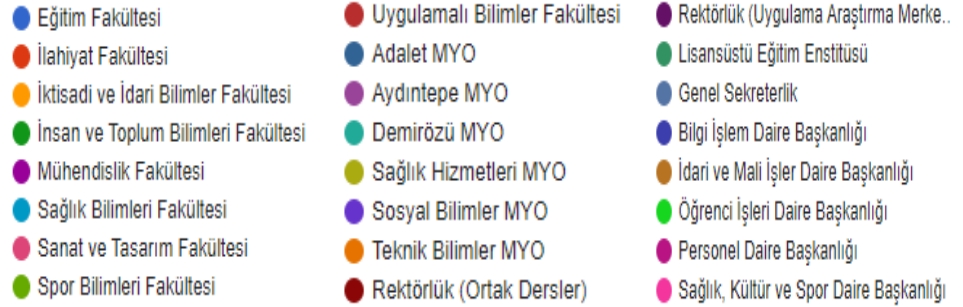 Eğitim Fakültesi
İlahiyat Fakültesi
İktisadi ve İdari Bilimler Fakültesi
İnsan ve Toplum Bilimleri Fakültesi
Mühendislik Fakültesi
Sağlık Bilimleri Fakültesi
Sanat ve Tasarım Fakültesi
Spor Bilimleri Fakültesi
Uygulamalı Bilimler Fakültesi
Adalet MYO
Aydıntepe MYO
Demirözü MYO
Sağlık Hizmetleri MYO
Sosyal Bilimler MYO
Teknik Bilimler MYO
Rektörlük (Ortak Dersler)
Rektörlük (Uygulama Araştırma Merke..
Lisansüstü Eğitim Enstitüsü
Genel Sekreterlik
Bilgi İşlem Daire Başkanlığı
İdari ve Mali İşler Daire Başkanlığı
Öğrenci İşleri Daire Başkanlığı
Personel Daire Başkanlığı
Sağlık, Kültür ve Spor Daire Başkanlığı